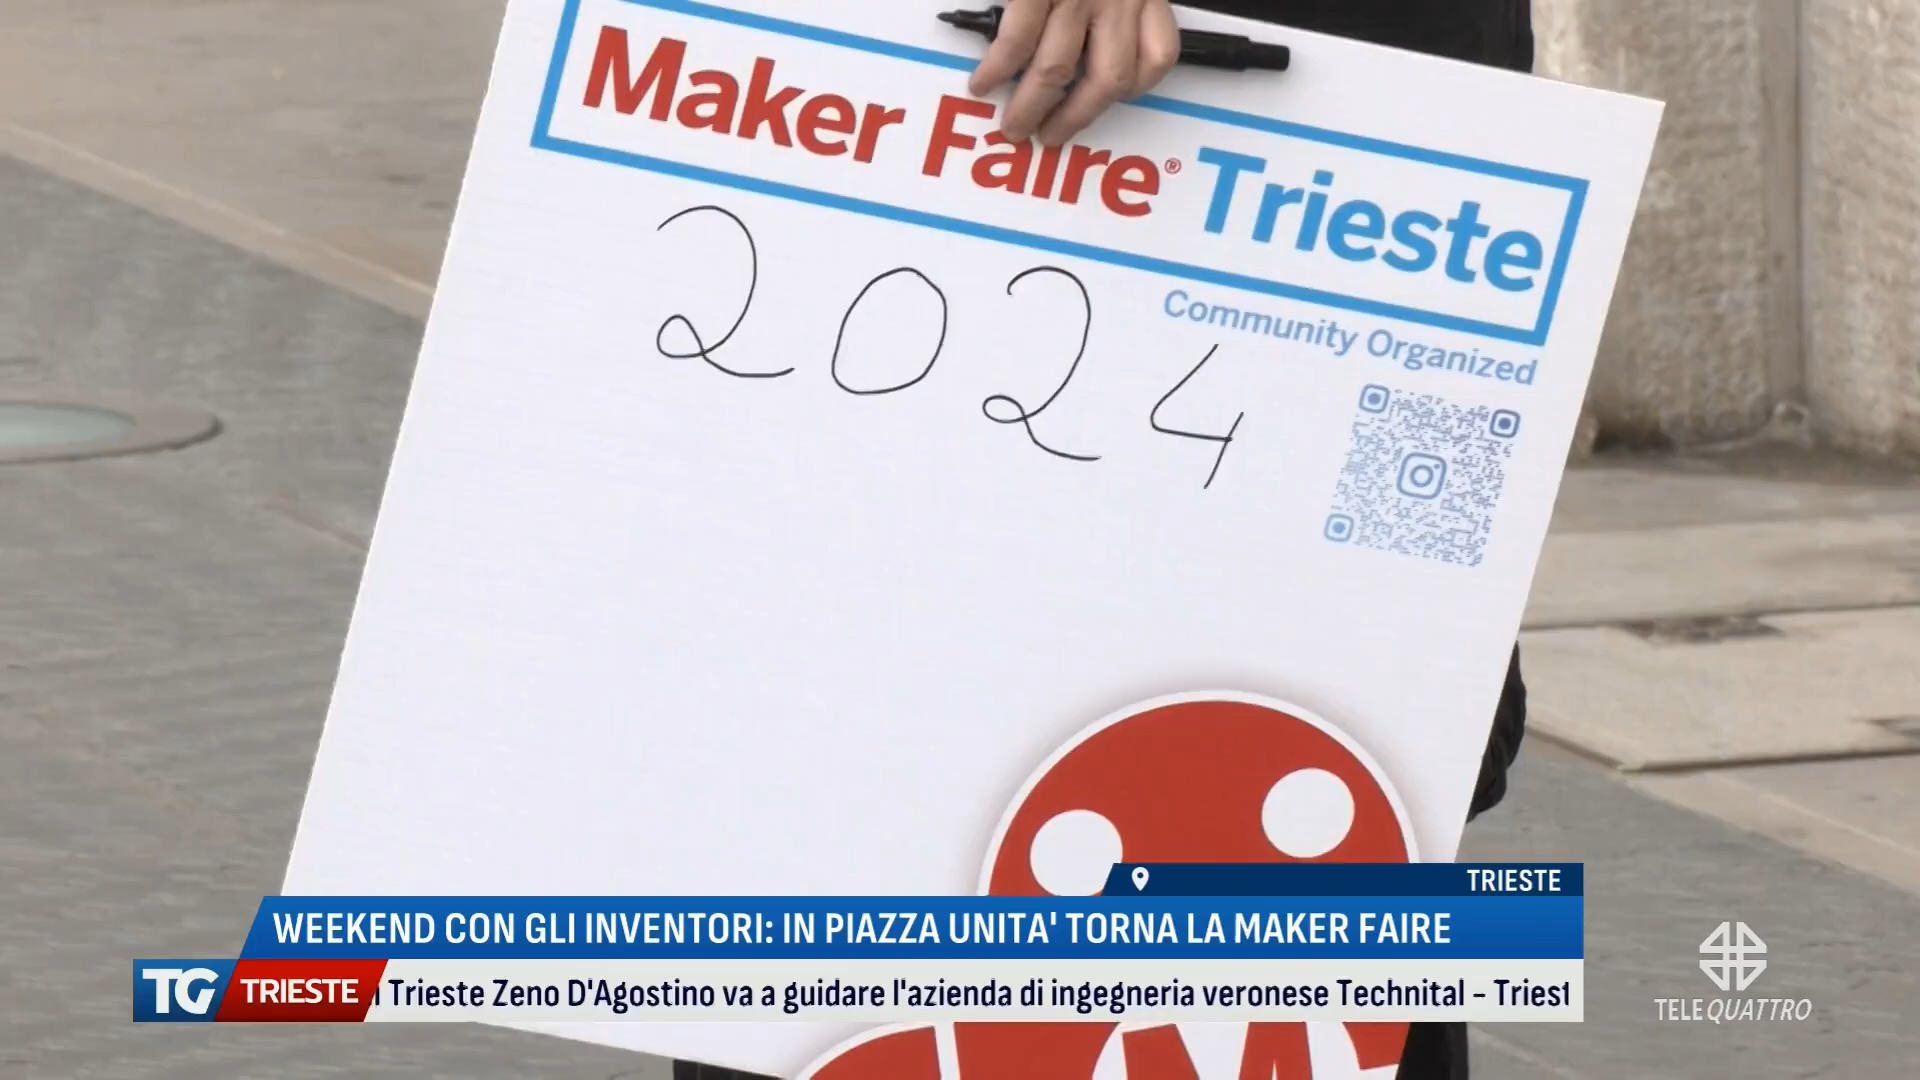 Maker Faire® Trieste
Community Organized
2024
TRIESTE
WEEKEND CON GLI INVENTORI: IN PIAZZA UNITA' TORNA LA MAKER FAIRE
TG TRIESTE
Trieste Zeno D'Agostino va a guidare l'azienda di ingegneria veronese Technital - Triest
TELEQUATTRO